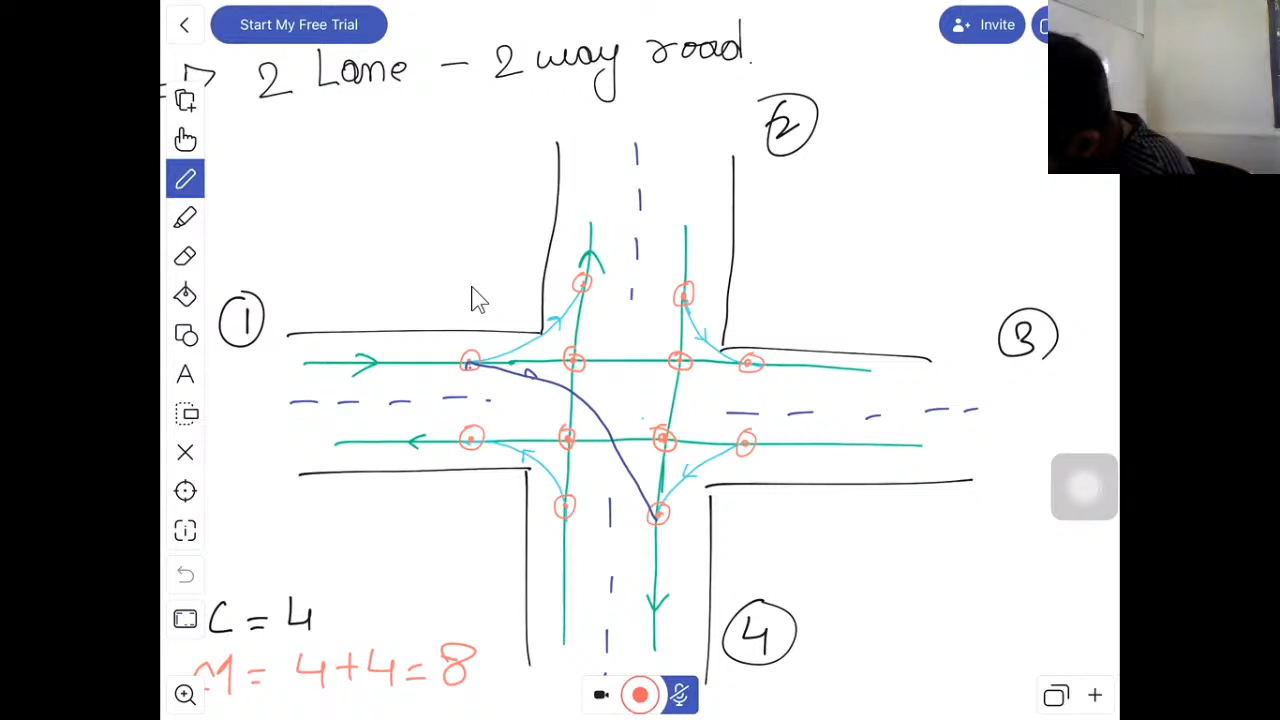 Start My Free Trial
Invite
=> 2 Lane - 2 way road.
2
1
3
C = 4
4
M = 4+4=8